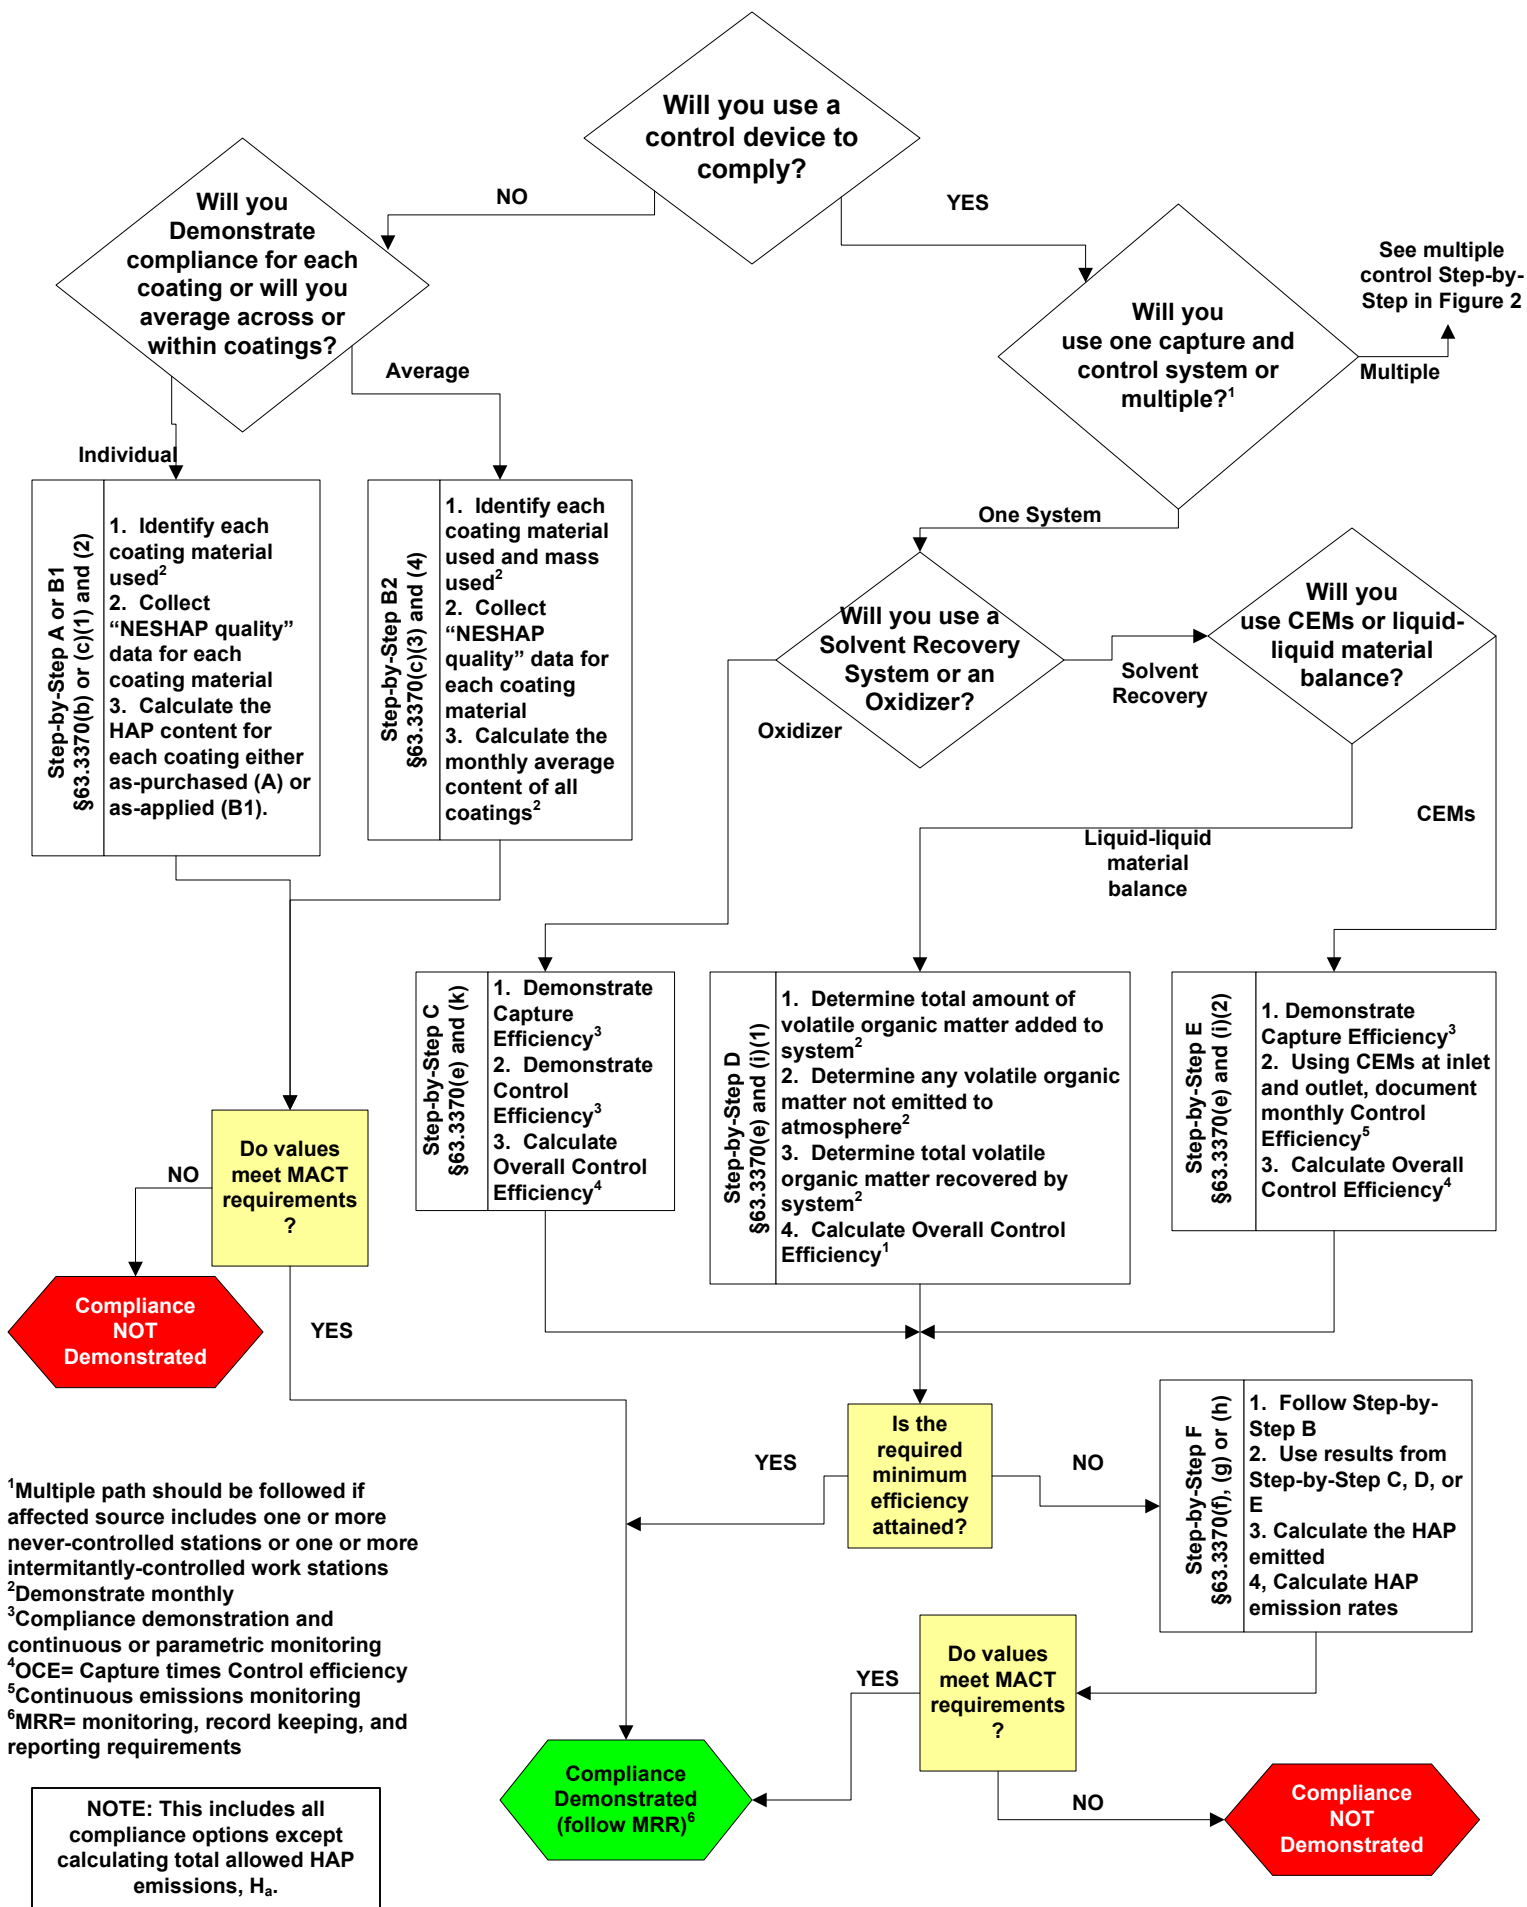 Will you use a
control device to
comply?
NO
YES
Will you
Demonstrate
compliance for each
coating or will you
average across or
within coatings?
See multiple
control Step-by-
Step in Figure 2
Will you
use one capture and
control system or
multiple?¹
Multiple
Average
Individual
One System
Step-by-Step A or B1
§63.3370(b) or (c)(1) and (2)
1. Identify each
coating material
used²
2. Collect
“NESHAP quality”
data for each
coating material
3. Calculate the
HAP content for
each coating either
as-purchased (A) or
as-applied (B1).
Step-by-Step B2
§63.3370(c)(3) and (4)
1. Identify each
coating material
used and mass
used²
2. Collect
“NESHAP
quality” data for
each coating
material
3. Calculate the
monthly average
content of all
coatings²
Will you use a
Solvent Recovery
System or an
Oxidizer?
Solvent
Recovery
Oxidizer
Will you
use CEMs or liquid-
liquid material
balance?
CEMs
Liquid-liquid
material
balance
Step-by-Step C
§63.3370(e) and (k)
1. Demonstrate
Capture
Efficiency³
2. Demonstrate
Control
Efficiency³
3. Calculate
Overall Control
Efficiency⁴
Step-by-Step D
§63.3370(e) and (i)(1)
1. Determine total amount of
volatile organic matter added to
system²
2. Determine any volatile organic
matter not emitted to
atmosphere²
3. Determine total volatile
organic matter recovered by
system²
4. Calculate Overall Control
Efficiency¹
Step-by-Step E
§63.3370(e) and (i)(2)
1. Demonstrate
Capture Efficiency³
2. Using CEMs at inlet
and outlet, document
monthly Control
Efficiency⁵
3. Calculate Overall
Control Efficiency⁴
Do values
meet MACT
requirements
?
NO
YES
Compliance
NOT
Demonstrated
Is the
required
minimum
efficiency
attained?
YES
NO
Step-by-Step F
§63.3370(f), (g) or (h)
1. Follow Step-by-
Step B
2. Use results from
Step-by-Step C, D, or
E
3. Calculate the HAP
emitted
4, Calculate HAP
emission rates
Do values
meet MACT
requirements
?
YES
NO
Compliance
Demonstrated
(follow MRR)⁶
Compliance
NOT
Demonstrated
¹Multiple path should be followed if
affected source includes one or more
never-controlled stations or one or more
intermitantly-controlled work stations
²Demonstrate monthly
³Compliance demonstration and
continuous or parametric monitoring
⁴OCE= Capture times Control efficiency
⁵Continuous emissions monitoring
⁶MRR= monitoring, record keeping, and
reporting requirements
NOTE: This includes all
compliance options except
calculating total allowed HAP
emissions, Hₐ.